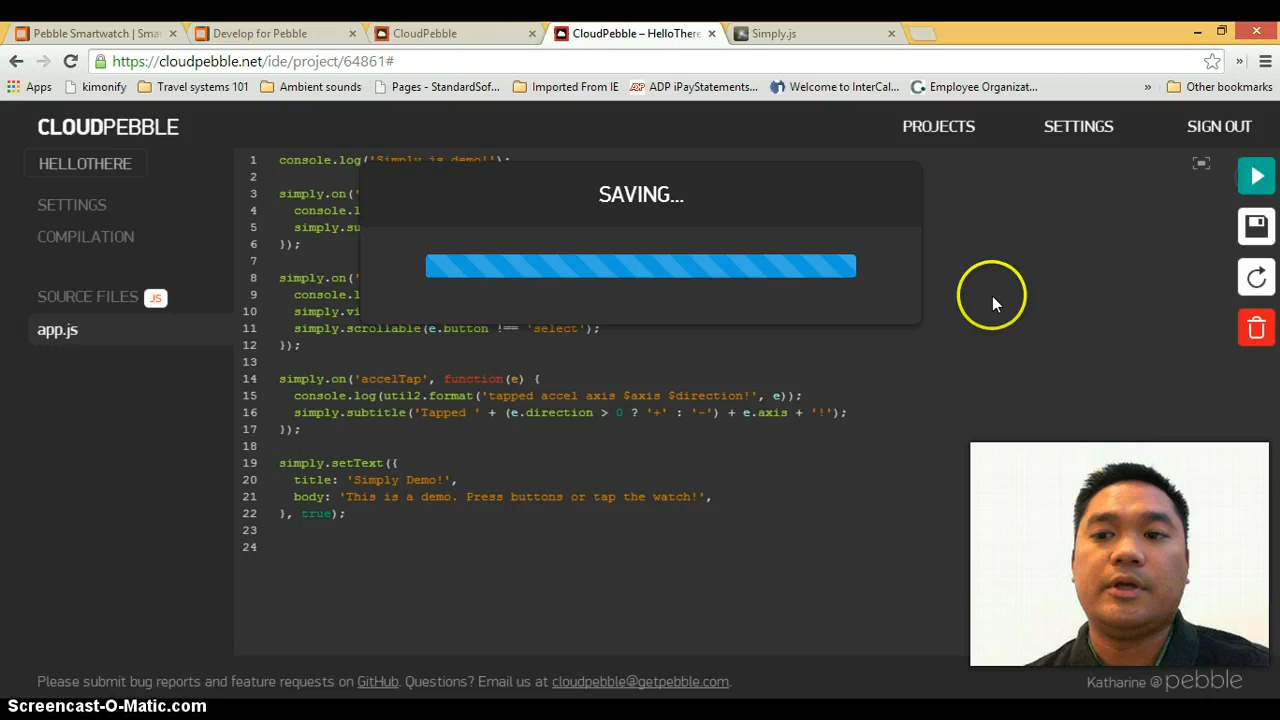 Pebble Smartwatch | Sma
Develop for Pebble
CloudPebble
CloudPebble – HelloThere
Simply.js
https://cloudpebble.net/ide/project/64861#
Apps
kimonify
Travel systems 101
Ambient sounds
Pages - StandardSof...
Imported From IE
ADP iPayStatements...
Welcome to InterCal...
Employee Organizat...
»
Other bookmarks
CLOUDPEBBLE
PROJECTS
SETTINGS
SIGN OUT
HELLOTHERE
SETTINGS
COMPILATION
SOURCE FILES JS
app.js
SAVING...
1 console.log('Simply js demo!');
2
3 simply.on('
4 console.l
5 simply.su
6 });
7
8 simply.on('
9 console.l
10 simply.vi
11 simply.scrollable(e.button !== 'select');
12 });
13
14 simply.on('accelTap', function(e) {
15 console.log(util2.format('tapped accel axis $axis $direction!', e));
16 simply.subtitle('Tapped ' + (e.direction > 0 ? '+' : '-') + e.axis + '!');
17 });
18
19 simply.setText({
20 title: 'Simply Demo!',
21 body: 'This is a demo. Press buttons or tap the watch!',
22 }, true);
23
24
Please submit bug reports and feature requests on GitHub. Questions? Email us at cloudpebble@getpebble.com.
Katharine @ pebble
Screencast-O-Matic.com